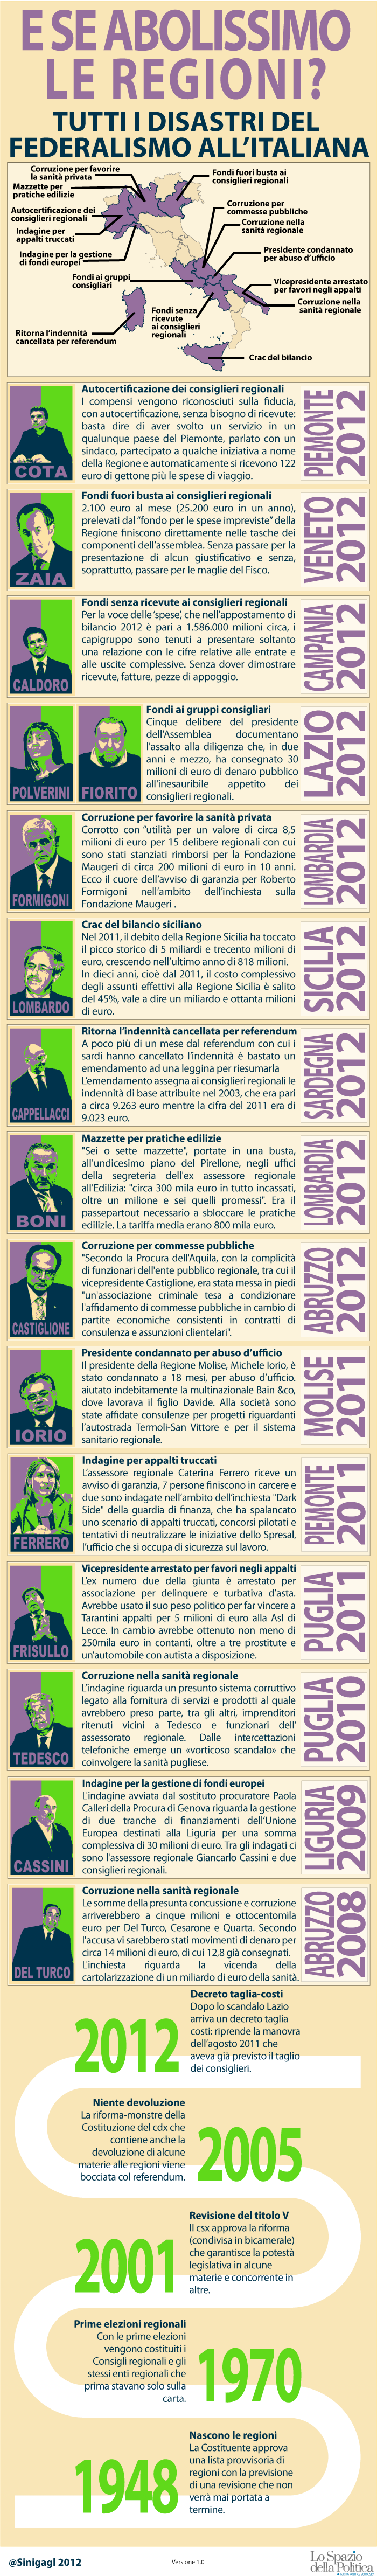 E SE ABOLISSIMO
LE REGIONI?
TUTTI I DISASTRI DEL
FEDERALISMO ALL'ITALIANA
Corruzione per favorire
la sanità privata
Mazzette per
pratiche edilizie
Autocertificazione dei
consiglieri regionali
Indagine per
appalti truccati
Indagine per la gestione
di fondi europei
Fondi ai gruppi
consigliari
Ritorna l'indennità
cancellata per referendum
Fondi senza
ricevute
ai consiglieri
regionali
Fondi fuori busta ai
consiglieri regionali
Corruzione per
commesse pubbliche
Corruzione nella
sanità regionale
Presidente condannato
per abuso d'ufficio
Vicepresidente arrestato
per favori negli appalti
Corruzione nella
sanità regionale
Crac del bilancio
COTA
Autocertificazione dei consiglieri regionali
I compensi vengono riconosciuti sulla fiducia,
con autocertificazione, senza bisogno di ricevute:
basta dire di aver svolto un servizio in un
qualunque paese del Piemonte, parlato con un
sindaco, partecipato a qualche iniziativa a nome
della Regione e automaticamente si ricevono 122
euro di gettone più le spese di viaggio.
PIEMONTE
2012
ZAIA
Fondi fuori busta ai consiglieri regionali
2.100 euro al mese (25.200 euro in un anno),
prelevati dal "fondo per le spese impreviste" della
Regione finiscono direttamente nelle tasche dei
componenti dell'assemblea. Senza passare per la
presentazione di alcun giustificativo e senza,
soprattutto, passare per le maglie del Fisco.
VENETO
2012
CALDORO
Fondi senza ricevute ai consiglieri regionali
Per la voce delle 'spese', che nell'appostamento di
bilancio 2012 è pari a 1.586.000 milioni circa, i
capigruppo sono tenuti a presentare soltanto
una relazione con le cifre relative alle entrate e
alle uscite complessive. Senza dover dimostrare
ricevute, fatture, pezze di appoggio.
CAMPANIA
2012
POLVERINI
FIORITO
Fondi ai gruppi consigliari
Cinque delibere del presidente
dell'Assemblea documentano
l'assalto alla diligenza che, in due
anni e mezzo, ha consegnato 30
milioni di euro di denaro pubblico
all'inesauribile appetito dei
consiglieri regionali.
LAZIO
2012
FORMIGONI
Corruzione per favorire la sanità privata
Corrotto con "utilità per un valore di circa 8,5
milioni di euro per 15 delibere regionali con cui
sono stati stanziati rimborsi per la Fondazione
Maugeri di circa 200 milioni di euro in 10 anni.
Ecco il cuore dell'avviso di garanzia per Roberto
Formigoni nell'ambito dell'inchiesta sulla
Fondazione Maugeri .
LOMBARDIA
2012
LOMBARDO
Crac del bilancio siciliano
Nel 2011, il debito della Regione Sicilia ha toccato
il picco storico di 5 miliardi e trecento milioni di
euro, crescendo nell'ultimo anno di 818 milioni.
In dieci anni, cioè dal 2011, il costo complessivo
degli assunti effettivi alla Regione Sicilia è salito
del 45%, vale a dire un miliardo e ottanta milioni
di euro.
SICILIA
2012
CAPPELLACCI
Ritorna l'indennità cancellata per referendum
A poco più di un mese dal referendum con cui i
sardi hanno cancellato l'indennità è bastato un
emendamento ad una leggina per riesumarla
L'emendamento assegna ai consiglieri regionali le
indennità di base attribuite nel 2003, che era pari
a circa 9.263 euro mentre la cifra del 2011 era di
9.023 euro.
SARDEGNA
2012
BONI
Mazzette per pratiche edilizie
"Sei o sette mazzette", portate in una busta,
all'undicesimo piano del Pirellone, negli uffici
della segreteria dell'ex assessore regionale
all'Edilizia: "circa 300 mila euro in tutto incassati,
oltre un milione e sei quelli promessi". Era il
passepartout necessario a sbloccare le pratiche
edilizie. La tariffa media erano 800 mila euro.
LOMBARDIA
2012
CASTIGLIONE
Corruzione per commesse pubbliche
"Secondo la Procura dell'Aquila, con la complicità
di funzionari dell'ente pubblico regionale, tra cui il
vicepresidente Castiglione, era stata messa in piedi
"un'associazione criminale tesa a condizionare
l'affidamento di commesse pubbliche in cambio di
partite economiche consistenti in contratti di
consulenza e assunzioni clientelari".
ABRUZZO
2012
IORIO
Presidente condannato per abuso d'ufficio
Il presidente della Regione Molise, Michele Iorio, è
stato condannato a 18 mesi, per abuso d'ufficio.
aiutato indebitamente la multinazionale Bain &co,
dove lavorava il figlio Davide. Alla società sono
state affidate consulenze per progetti riguardanti
l'autostrada Termoli-San Vittore e per il sistema
sanitario regionale.
MOLISE
2011
FERRERO
Indagine per appalti truccati
L'assessore regionale Caterina Ferrero riceve un
avviso di garanzia, 7 persone finiscono in carcere e
due sono indagate nell'ambito dell'inchiesta "Dark
Side" della guardia di finanza, che ha spalancato
uno scenario di appalti truccati, concorsi pilotati e
tentativi di neutralizzare le iniziative dello Spresal,
l'ufficio che si occupa di sicurezza sul lavoro.
PIEMONTE
2011
FRISULLO
Vicepresidente arrestato per favori negli appalti
L'ex numero due della giunta è arrestato per
associazione per delinquere e turbativa d'asta.
Avrebbe usato il suo peso politico per far vincere a
Tarantini appalti per 5 milioni di euro alla Asl di
Lecce. In cambio avrebbe ottenuto non meno di
250mila euro in contanti, oltre a tre prostitute e
un'automobile con autista a disposizione.
PUGLIA
2011
TEDESCO
Corruzione nella sanità regionale
L'indagine riguarda un presunto sistema corruttivo
legato alla fornitura di servizi e prodotti al quale
avrebbero preso parte, tra gli altri, imprenditori
ritenuti vicini a Tedesco e funzionari dell'
assessorato regionale. Dalle intercettazioni
telefoniche emerge un «vorticoso scandalo» che
coinvolge la sanità pugliese.
PUGLIA
2010
CASSINI
Indagine per la gestione di fondi europei
L'indagine avviata dal sostituto procuratore Paola
Calleri della Procura di Genova riguarda la gestione
di due tranche di finanziamenti dell'Unione
Europea destinati alla Liguria per una somma
complessiva di 30 milioni di euro. Tra gli indagati ci
sono l'assessore regionale Giancarlo Cassini e due
consiglieri regionali.
LIGURIA
2009
DEL TURCO
Corruzione nella sanità regionale
Le somme della presunta concussione e corruzione
arriverebbero a cinque milioni e ottocentomila
euro per Del Turco, Cesarone e Quarta. Secondo
l'accusa vi sarebbero stati movimenti di denaro per
circa 14 milioni di euro, di cui 12,8 già consegnati.
L'inchiesta riguarda la vicenda della
cartolarizzazione di un miliardo di euro della sanità.
ABRUZZO
2008
2012
Decreto taglia-costi
Dopo lo scandalo Lazio
arriva un decreto taglia
costi: riprende la manovra
dell'agosto 2011 che
aveva già previsto il taglio
dei consiglieri.
Niente devoluzione
La riforma-monstre della
Costituzione del cdx che
contiene anche la
devoluzione di alcune
materie alle regioni viene
bocciata col referendum.
2005
2001
Revisione del titolo V
Il csx approva la riforma
(condivisa in bicamerale)
che garantisce la potestà
legislativa in alcune
materie e concorrente in
altre.
Prime elezioni regionali
Con le prime elezioni
vengono costituiti i
Consigli regionali e gli
stessi enti regionali che
prima stavano solo sulla
carta.
1970
1948
Nascono le regioni
La Costituente approva
una lista provvisoria di
regioni con la previsione
di una revisione che non
verrà mai portata a
termine.
@Sinigagl 2012
Versione 1.0
Lo Spazio
della Politica